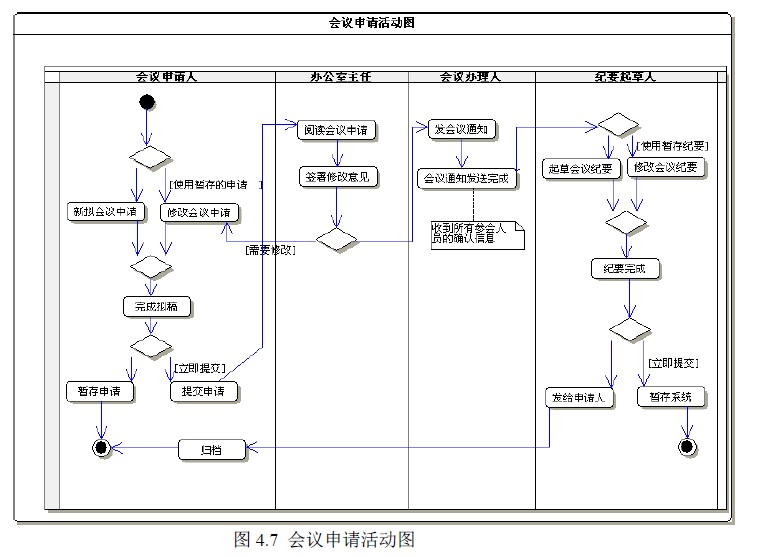 会议申请活动图
会议申请人
办公室主任
会议办理人
纪要起草人
阅读会议申请
发会议通知
[使用暂存纪要]
签署修改意见
会议通知发送完成
起草会议纪要
修改会议纪要
[使用暂存的申请 ]
新拟会议申请
修改会议申请
收到所有参会人
员的确认信息
[需要修改]
纪要完成
完成拟稿
[立即提交]
[立即提交]
暂存申请
提交申请
发给申请人
暂存系统
归档
图 4.7 会议申请活动图